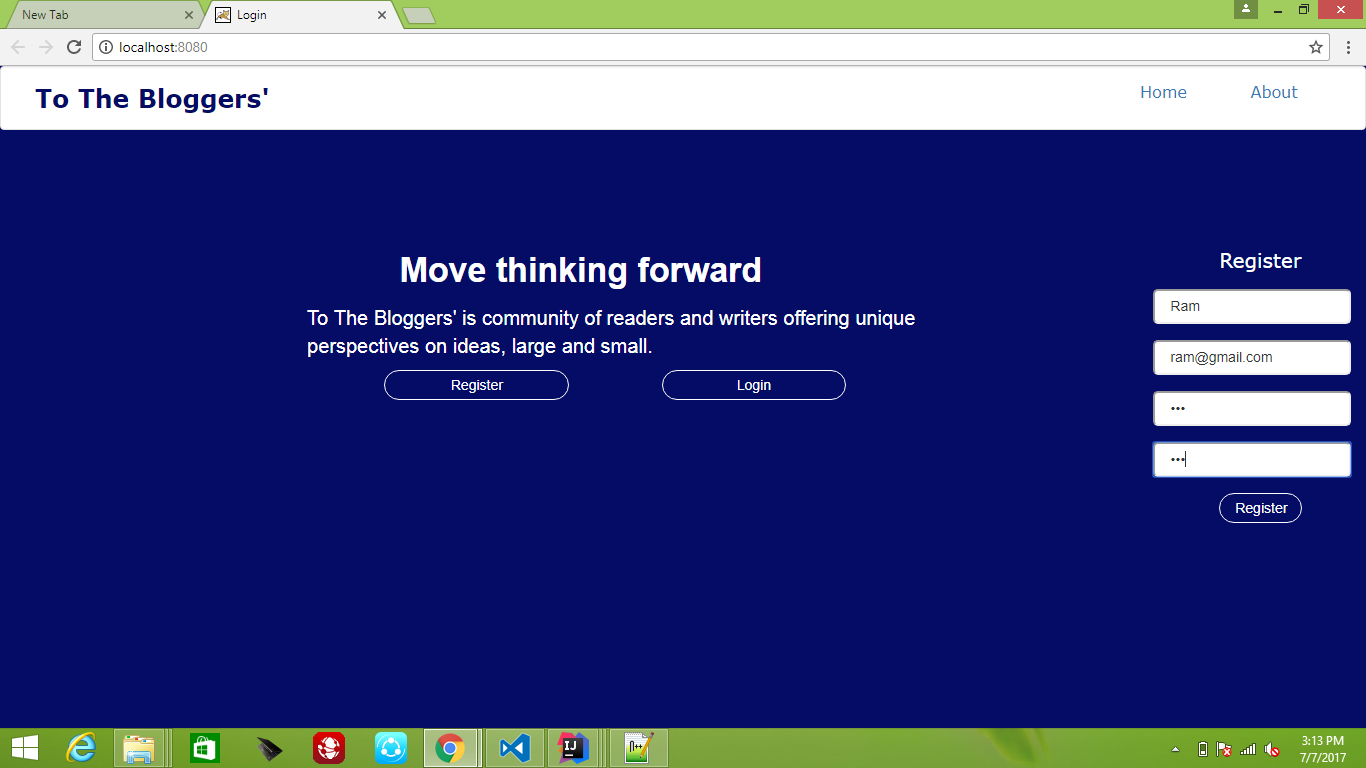 New Tab
Login
localhost:8080
To The Bloggers'
Home
About
Move thinking forward
To The Bloggers' is community of readers and writers offering unique
perspectives on ideas, large and small.
Register
Login
Register
Ram
ram@gmail.com
•••
•••
Register
IJ
3:13 PM
7/7/2017